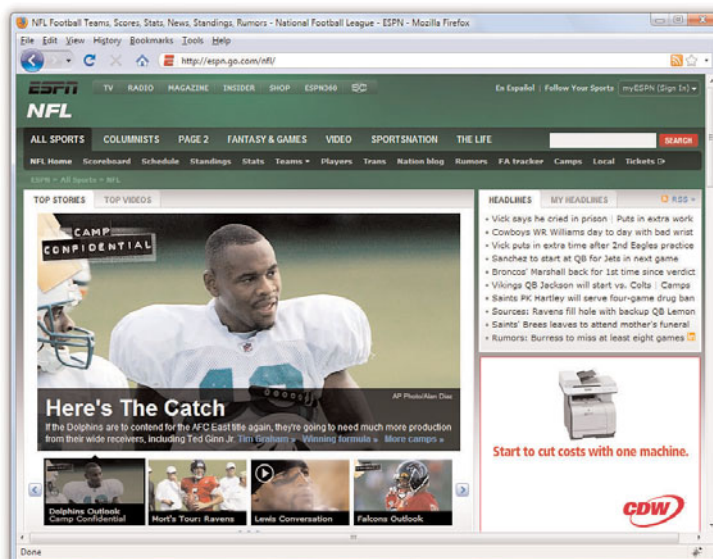 NFL Football Teams, Scores, Stats, News, Standings, Rumors - National Football League - ESPN - Mozilla Firefox
File Edit View History Bookmarks Tools Help
http://espn.go.com/nfl/
ESPN TV RADIO MAGAZINE INSIDER SHOP ESPN360 SC En Español | Follow Your Sports myESPN (Sign In)
NFL
ALL SPORTS COLUMNISTS PAGE 2 FANTASY & GAMES VIDEO SPORTSNATION THE LIFE SEARCH
NFL Home Scoreboard Schedule Standings Stats Teams Players Trans Nation blog Rumors FA tracker Camps Local Tickets
ESPN > All Sports > NFL
TOP STORIES TOP VIDEOS
CAMP
CONFIDENTIAL
AP Photo/Alan Diaz
Here's The Catch
If the Dolphins are to contend for the AFC East title again, they're going to need much more production
from their wide receivers, including Ted Ginn Jr. Tim Graham » Winning formula » More camps »
Dolphins Outlook
Camp Confidential
Mort's Tour: Ravens
Lewis Conversation
Falcons Outlook
HEADLINES MY HEADLINES RSS »
Vick says he cried in prison | Puts in extra work
Cowboys WR Williams day to day with bad wrist
Vick puts in extra time after 2nd Eagles practice
Sanchez to start at QB for Jets in next game
Broncos' Marshall back for 1st time since verdict
Vikings QB Jackson will start vs. Colts | Camps
Saints PK Hartley will serve four-game drug ban
Sources: Ravens fill hole with backup QB Lemon
Saints' Brees leaves to attend mother's funeral
Rumors: Burress to miss at least eight games
Start to cut costs with one machine.
CDW
Done